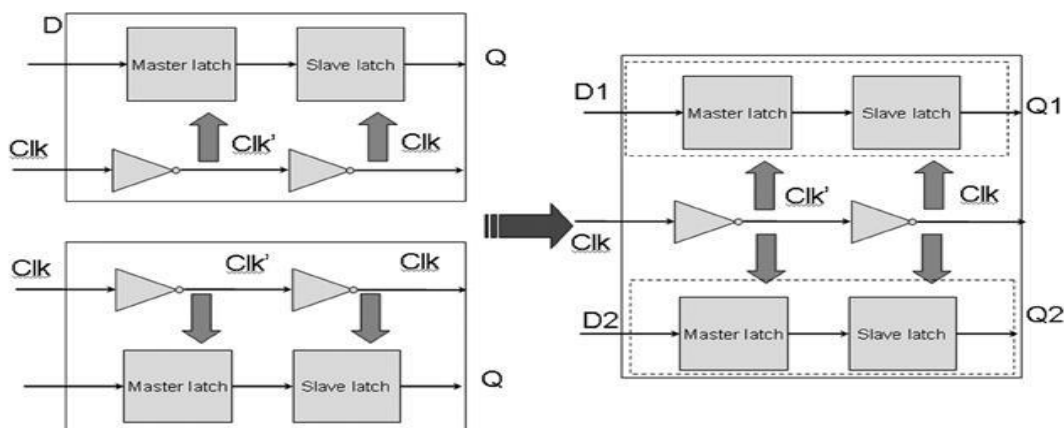 D
Master latch
Slave latch
Q
Clk
Clk'
Clk
Clk
Clk'
Clk
Master latch
Slave latch
Q
D1
Master latch
Slave latch
Q1
Clk
Clk'
Clk
D2
Master latch
Slave latch
Q2